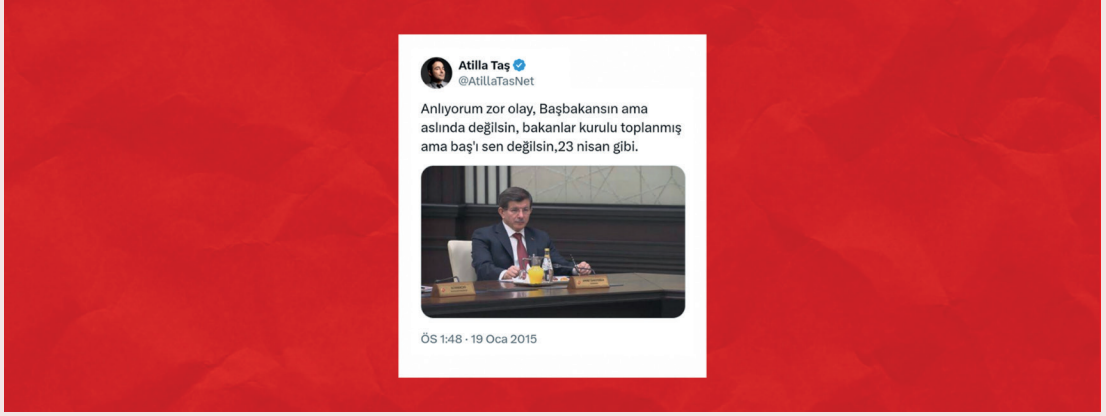 Atilla Taş
@AtillaTasNet
Anlıyorum zor olay, Başbakansın ama
aslında değilsin, bakanlar kurulu toplanmış
ama baş'ı sen değilsin,23 nisan gibi.
ÖS 1:48 · 19 Oca 2015